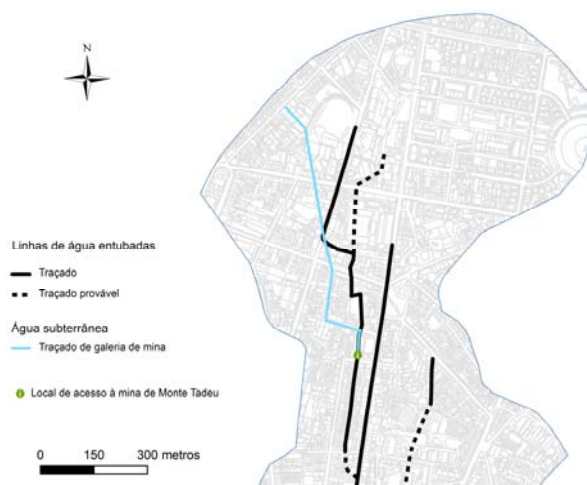 N
Linhas de água entubadas
Traçado
Traçado provável
Água subterrânea
Traçado de galeria de mina
Local de acesso à mina de Monte Tadeu
0 150 300 metros